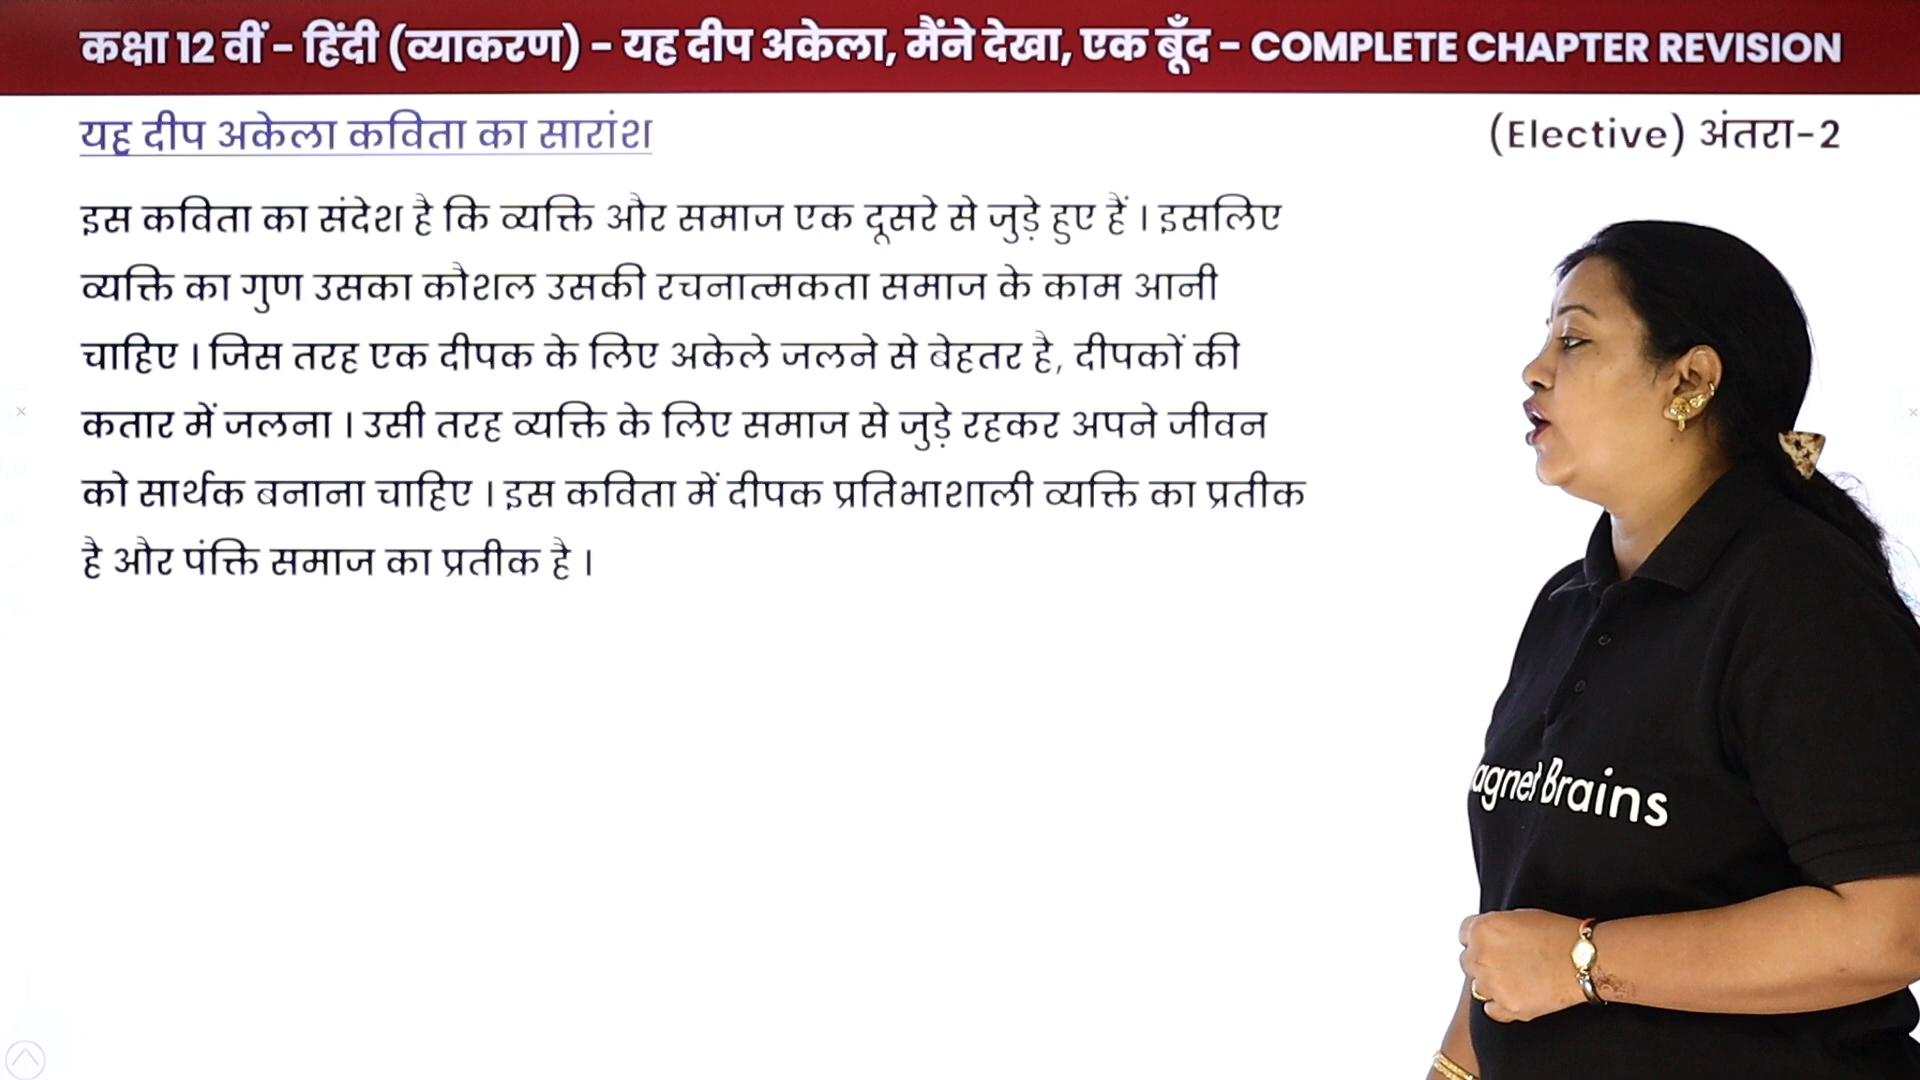 कक्षा 12 वीं - हिंदी (व्याकरण) - यह दीप अकेला, मैंने देखा, एक बूँद - COMPLETE CHAPTER REVISION
यह दीप अकेला कविता का सारांश
(Elective) अंतरा-2
इस कविता का संदेश है कि व्यक्ति और समाज एक दूसरे से जुड़े हुए हैं । इसलिए
व्यक्ति का गुण उसका कौशल उसकी रचनात्मकता समाज के काम आनी
चाहिए । जिस तरह एक दीपक के लिए अकेले जलने से बेहतर है, दीपकों की
कतार में जलना । उसी तरह व्यक्ति के लिए समाज से जुड़े रहकर अपने जीवन
को सार्थक बनाना चाहिए । इस कविता में दीपक प्रतिभाशाली व्यक्ति का प्रतीक
है और पंक्ति समाज का प्रतीक है ।
agnet Brains